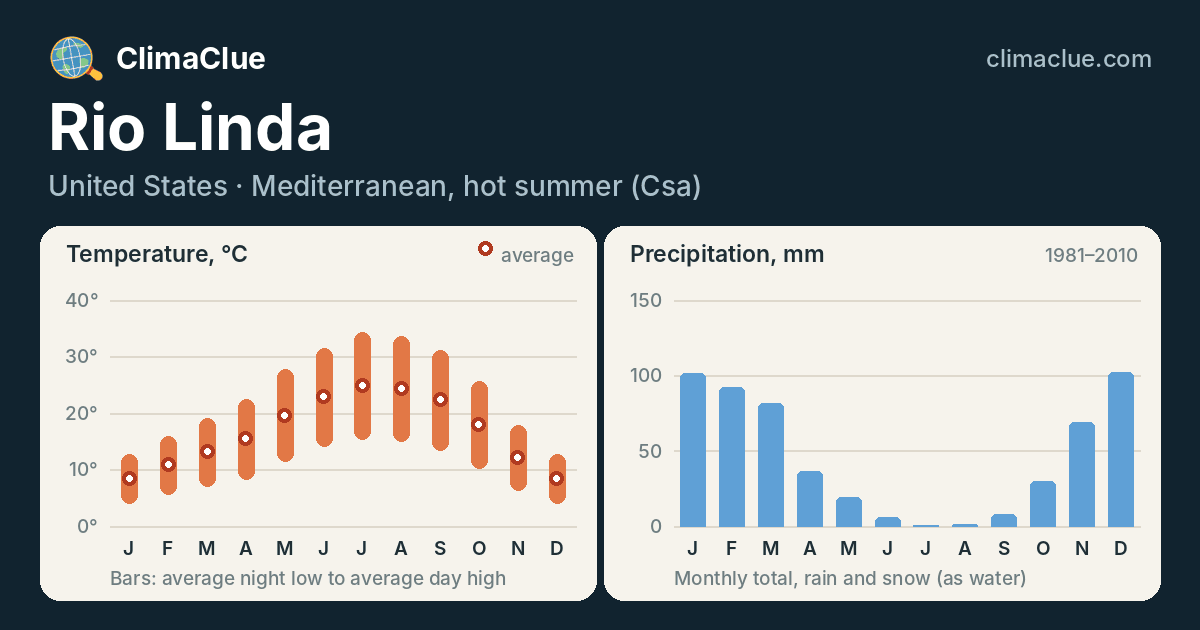 ClimaClue
climaclue.com
Rio Linda
United States · Mediterranean, hot summer (Csa)
Temperature, °C
average
40°
30°
20°
10°
0°
J F M A M J J A S O N D
Bars: average night low to average day high
Precipitation, mm
1981–2010
150
100
50
0
J F M A M J J A S O N D
Monthly total, rain and snow (as water)